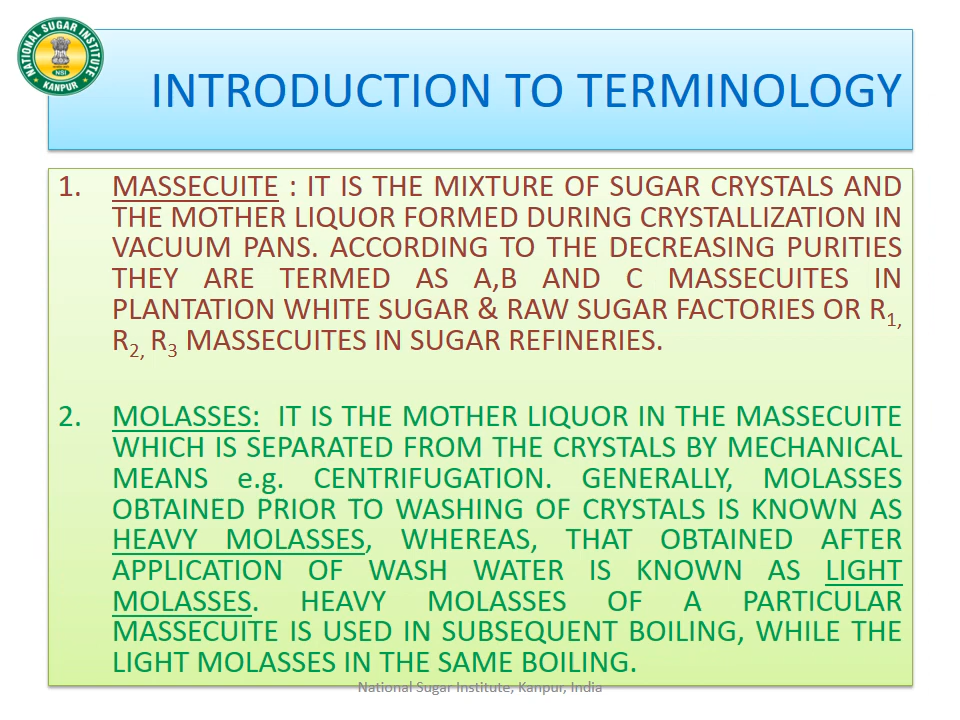 NATIONAL SUGAR INSTITUTE
NSI
KANPUR
INTRODUCTION TO TERMINOLOGY
1. MASSECUITE : IT IS THE MIXTURE OF SUGAR CRYSTALS AND
THE MOTHER LIQUOR FORMED DURING CRYSTALLIZATION IN
VACUUM PANS. ACCORDING TO THE DECREASING PURITIES
THEY ARE TERMED AS A,B AND C MASSECUITES IN
PLANTATION WHITE SUGAR & RAW SUGAR FACTORIES OR R1,
R2, R3 MASSECUITES IN SUGAR REFINERIES.
2. MOLASSES: IT IS THE MOTHER LIQUOR IN THE MASSECUITE
WHICH IS SEPARATED FROM THE CRYSTALS BY MECHANICAL
MEANS e.g. CENTRIFUGATION. GENERALLY, MOLASSES
OBTAINED PRIOR TO WASHING OF CRYSTALS IS KNOWN AS
HEAVY MOLASSES, WHEREAS, THAT OBTAINED AFTER
APPLICATION OF WASH WATER IS KNOWN AS LIGHT
MOLASSES. HEAVY MOLASSES OF A PARTICULAR
MASSECUITE IS USED IN SUBSEQUENT BOILING, WHILE THE
LIGHT MOLASSES IN THE SAME BOILING.
National Sugar Institute, Kanpur, India